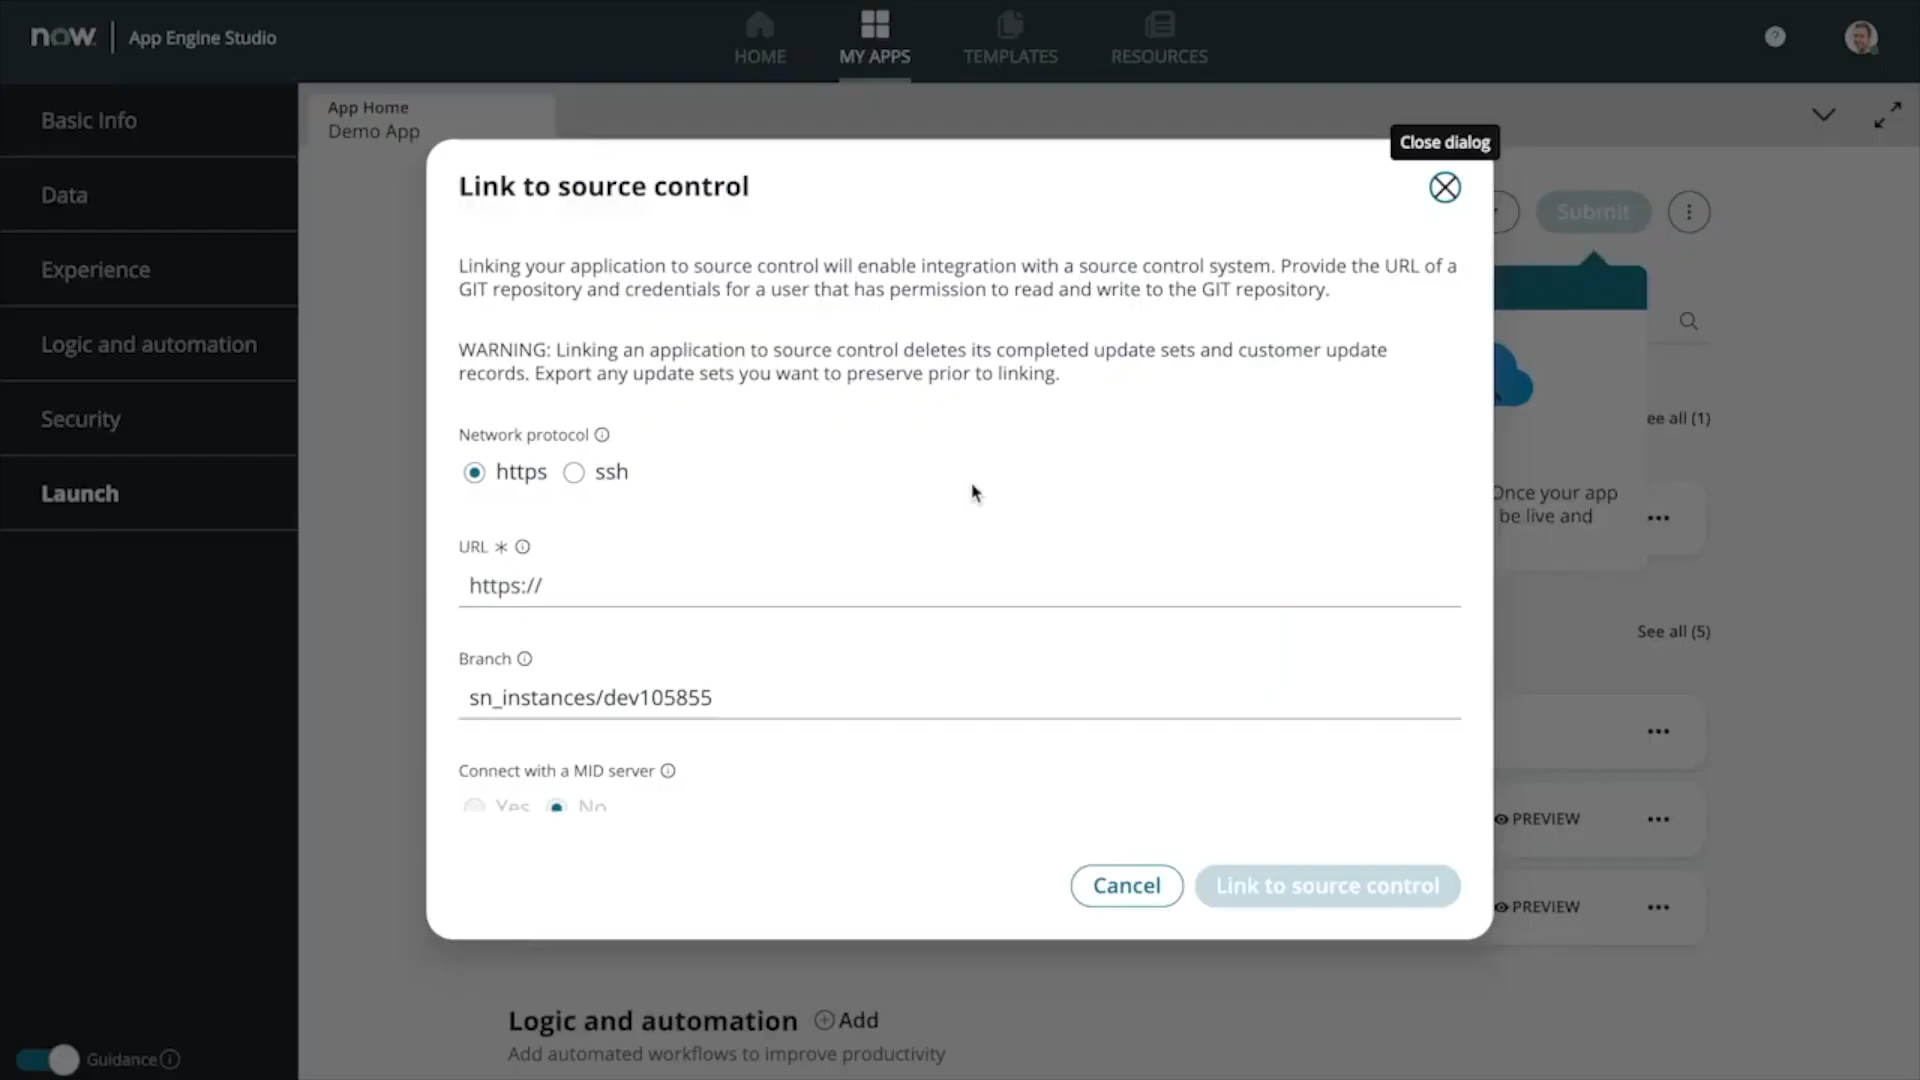 now. App Engine Studio
HOME
MY APPS
TEMPLATES
RESOURCES
?
Basic Info
Data
Experience
Logic and automation
Security
Launch
Guidance
App Home
Demo App
Close dialog
Link to source control
Submit
Linking your application to source control will enable integration with a source control system. Provide the URL of a
GIT repository and credentials for a user that has permission to read and write to the GIT repository.
WARNING: Linking an application to source control deletes its completed update sets and customer update
records. Export any update sets you want to preserve prior to linking.
ee all (1)
Network protocol
https ssh
Once your app
be live and
URL *
https://
See all (5)
Branch
sn_instances/dev105855
Connect with a MID server
Yes No
PREVIEW
Cancel
Link to source control
PREVIEW
Logic and automation Add
Add automated workflows to improve productivity